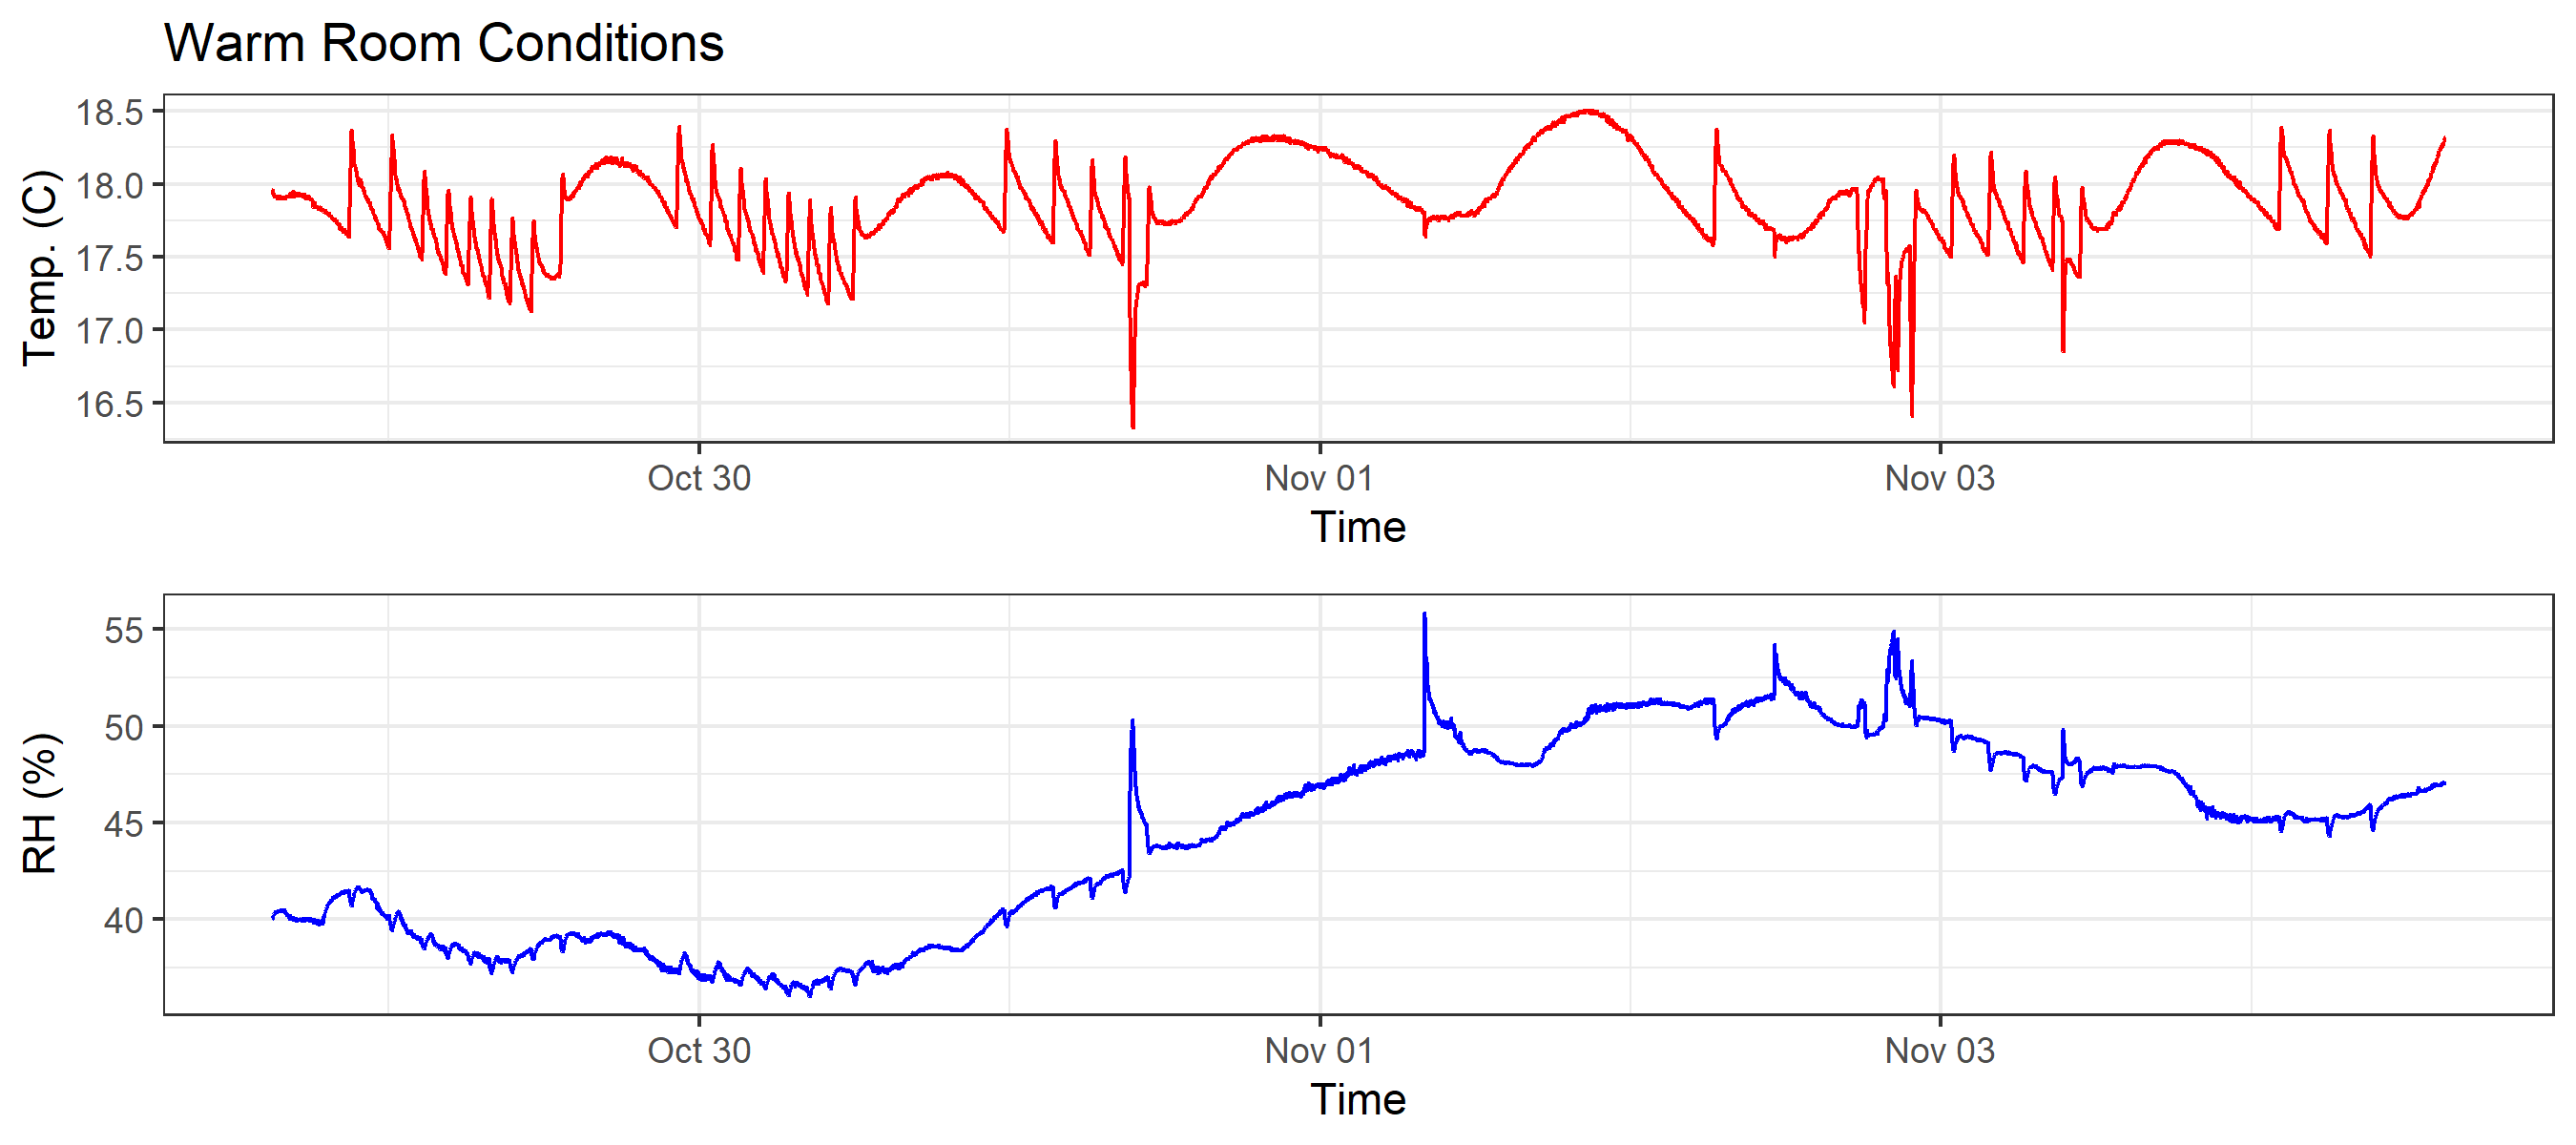 Warm Room Conditions
Temp. (C)
18.5
18.0
17.5
17.0
16.5
Oct 30 Nov 01 Nov 03
Time
RH (%)
55
50
45
40
Oct 30 Nov 01 Nov 03
Time